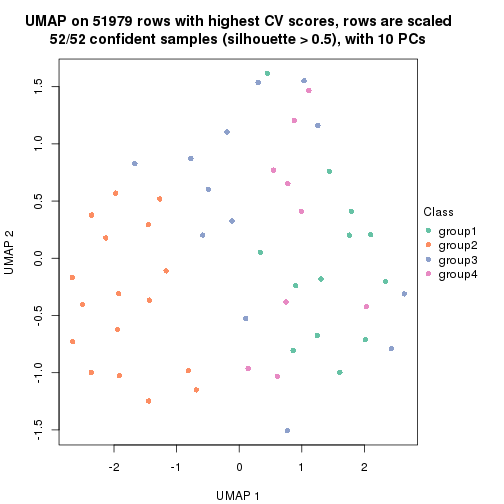 UMAP on 51979 rows with highest CV scores, rows are scaled
52/52 confident samples (silhouette > 0.5), with 10 PCs
1.5
1.0
0.5
0.0
-0.5
-1.0
-1.5
UMAP 2
-2
-1
0
1
2
UMAP 1
Class
group1
group2
group3
group4